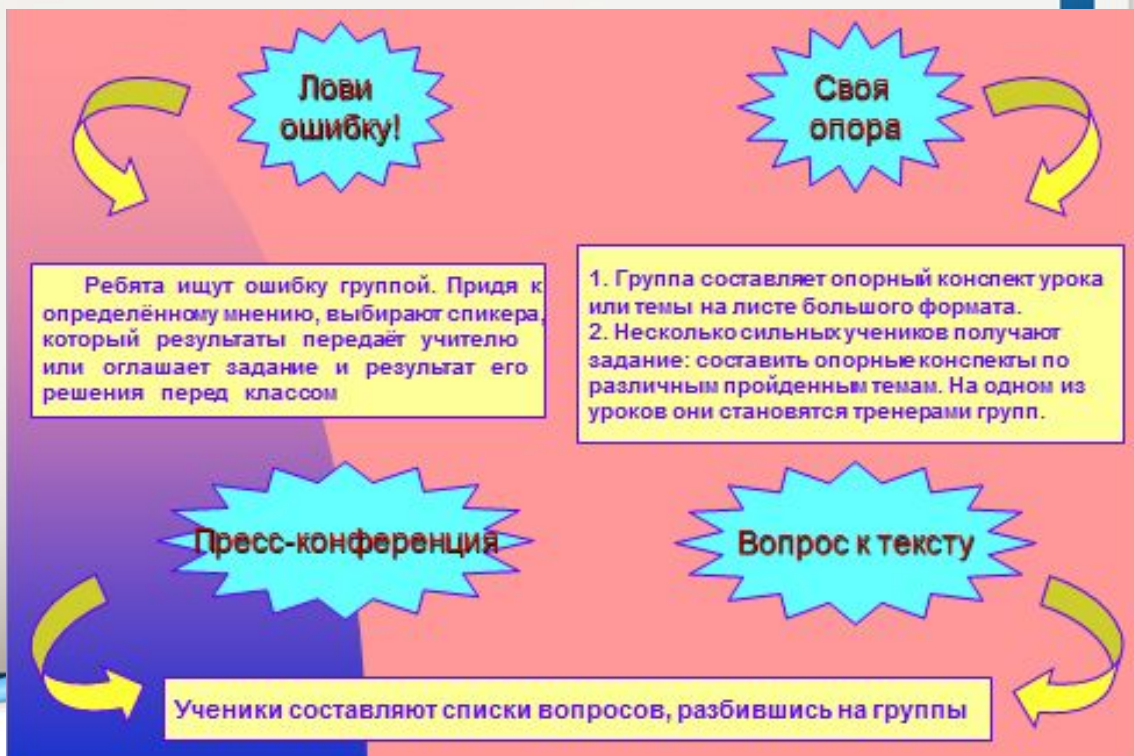 Лови
ошибку!
Своя
опора
Ребята ищут ошибку группой. Придя к
определённому мнению, выбирают спикера,
который результаты передаёт учителю
или оглашает задание и результат его
решения перед классом
1. Группа составляет опорный конспект урока
или темы на листе большого формата.
2. Несколько сильных учеников получают
задание: составить опорные конспекты по
различным пройденным темам. На одном из
уроков они становятся тренерами групп.
Пресс-конференция
Вопрос к тексту
Ученики составляют списки вопросов, разбившись на группы